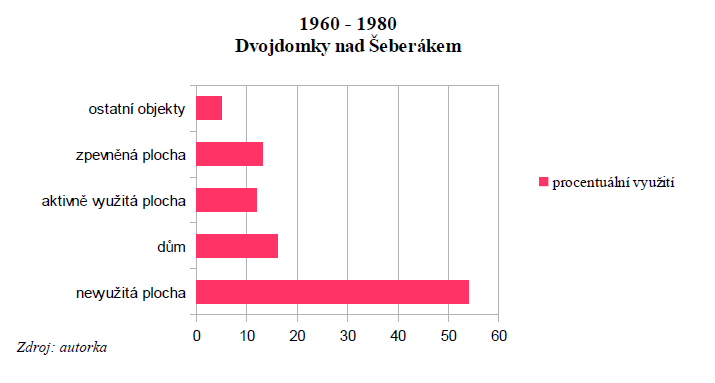 1960 - 1980
Dvojdomky nad Šeberákem
ostatní objekty
zpevněná plocha
aktivně využitá plocha
dům
nevyužitá plocha
0 10 20 30 40 50 60
procentuální využití
Zdroj: autorka